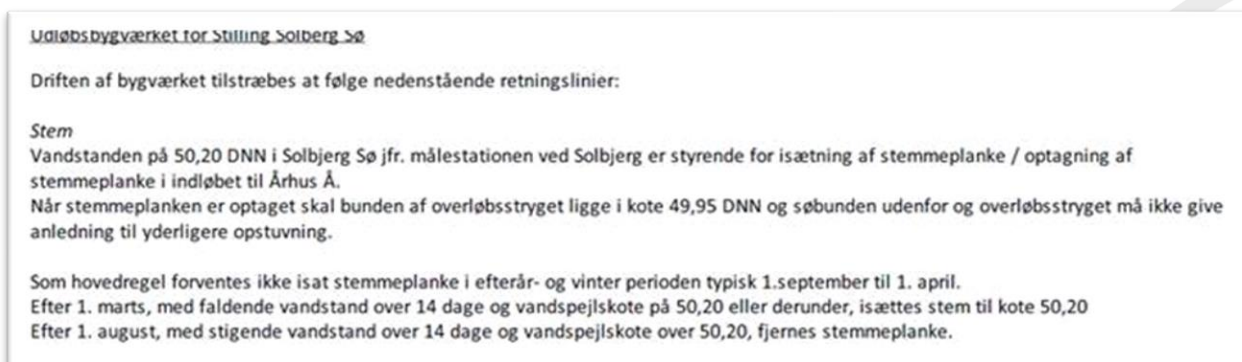 Udløbsbygværket for Stilling Solberg Sø
Driften af bygværket tilstræbes at følge nedenstående retningslinier:
Stem
Vandstanden på 50,20 DNN i Solbjerg Sø jfr. målestationen ved Solbjerg er styrende for isætning af stemmeplanke / optagning af
stemmeplanke i indløbet til Århus Å.
Når stemmeplanken er optaget skal bunden af overløbsstryget ligge i kote 49,95 DNN og søbunden udenfor og overløbsstryget må ikke give
anledning til yderligere opstuvning.
Som hovedregel forventes ikke isat stemmeplanke i efterår- og vinter perioden typisk 1.september til 1. april.
Efter 1. marts, med faldende vandstand over 14 dage og vandspejlskote på 50,20 eller derunder, isættes stem til kote 50,20
Efter 1. august, med stigende vandstand over 14 dage og vandspejlskote over 50,20, fjernes stemmeplanke.